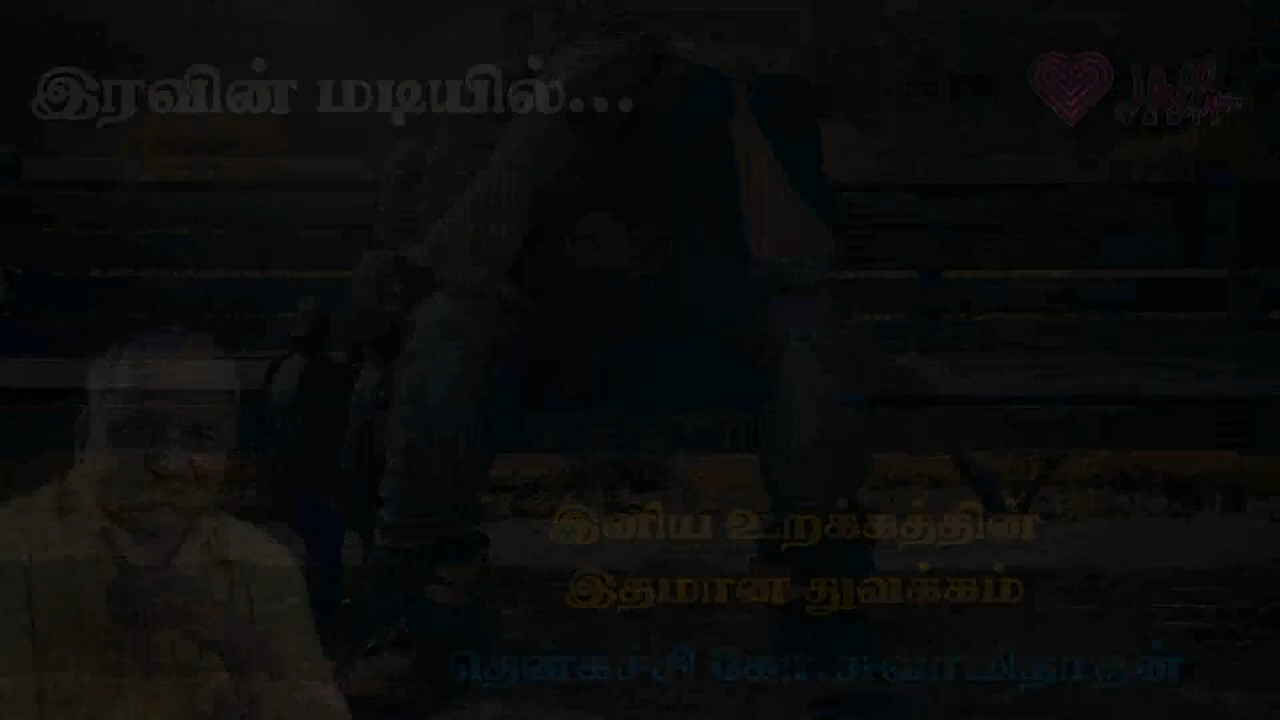 இரவின் மடியில்...
இனிய உறக்கத்தின்
இதமான துவக்கம்
தென்கச்சி கோ.சுவாமிநாதன்